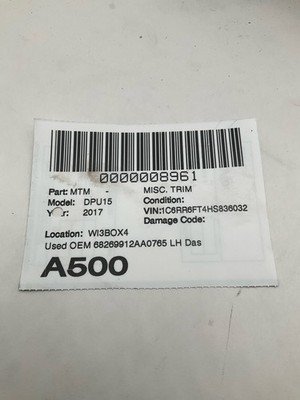 0000008961
Part: MTM - MISC. TRIM
Model: DPU15 Condition:
Year: 2017 VIN:1C6RR6FT4HS836032
Damage Code:
Location: WI3BOX4
Used OEM 68269912AA0765 LH Das
A500